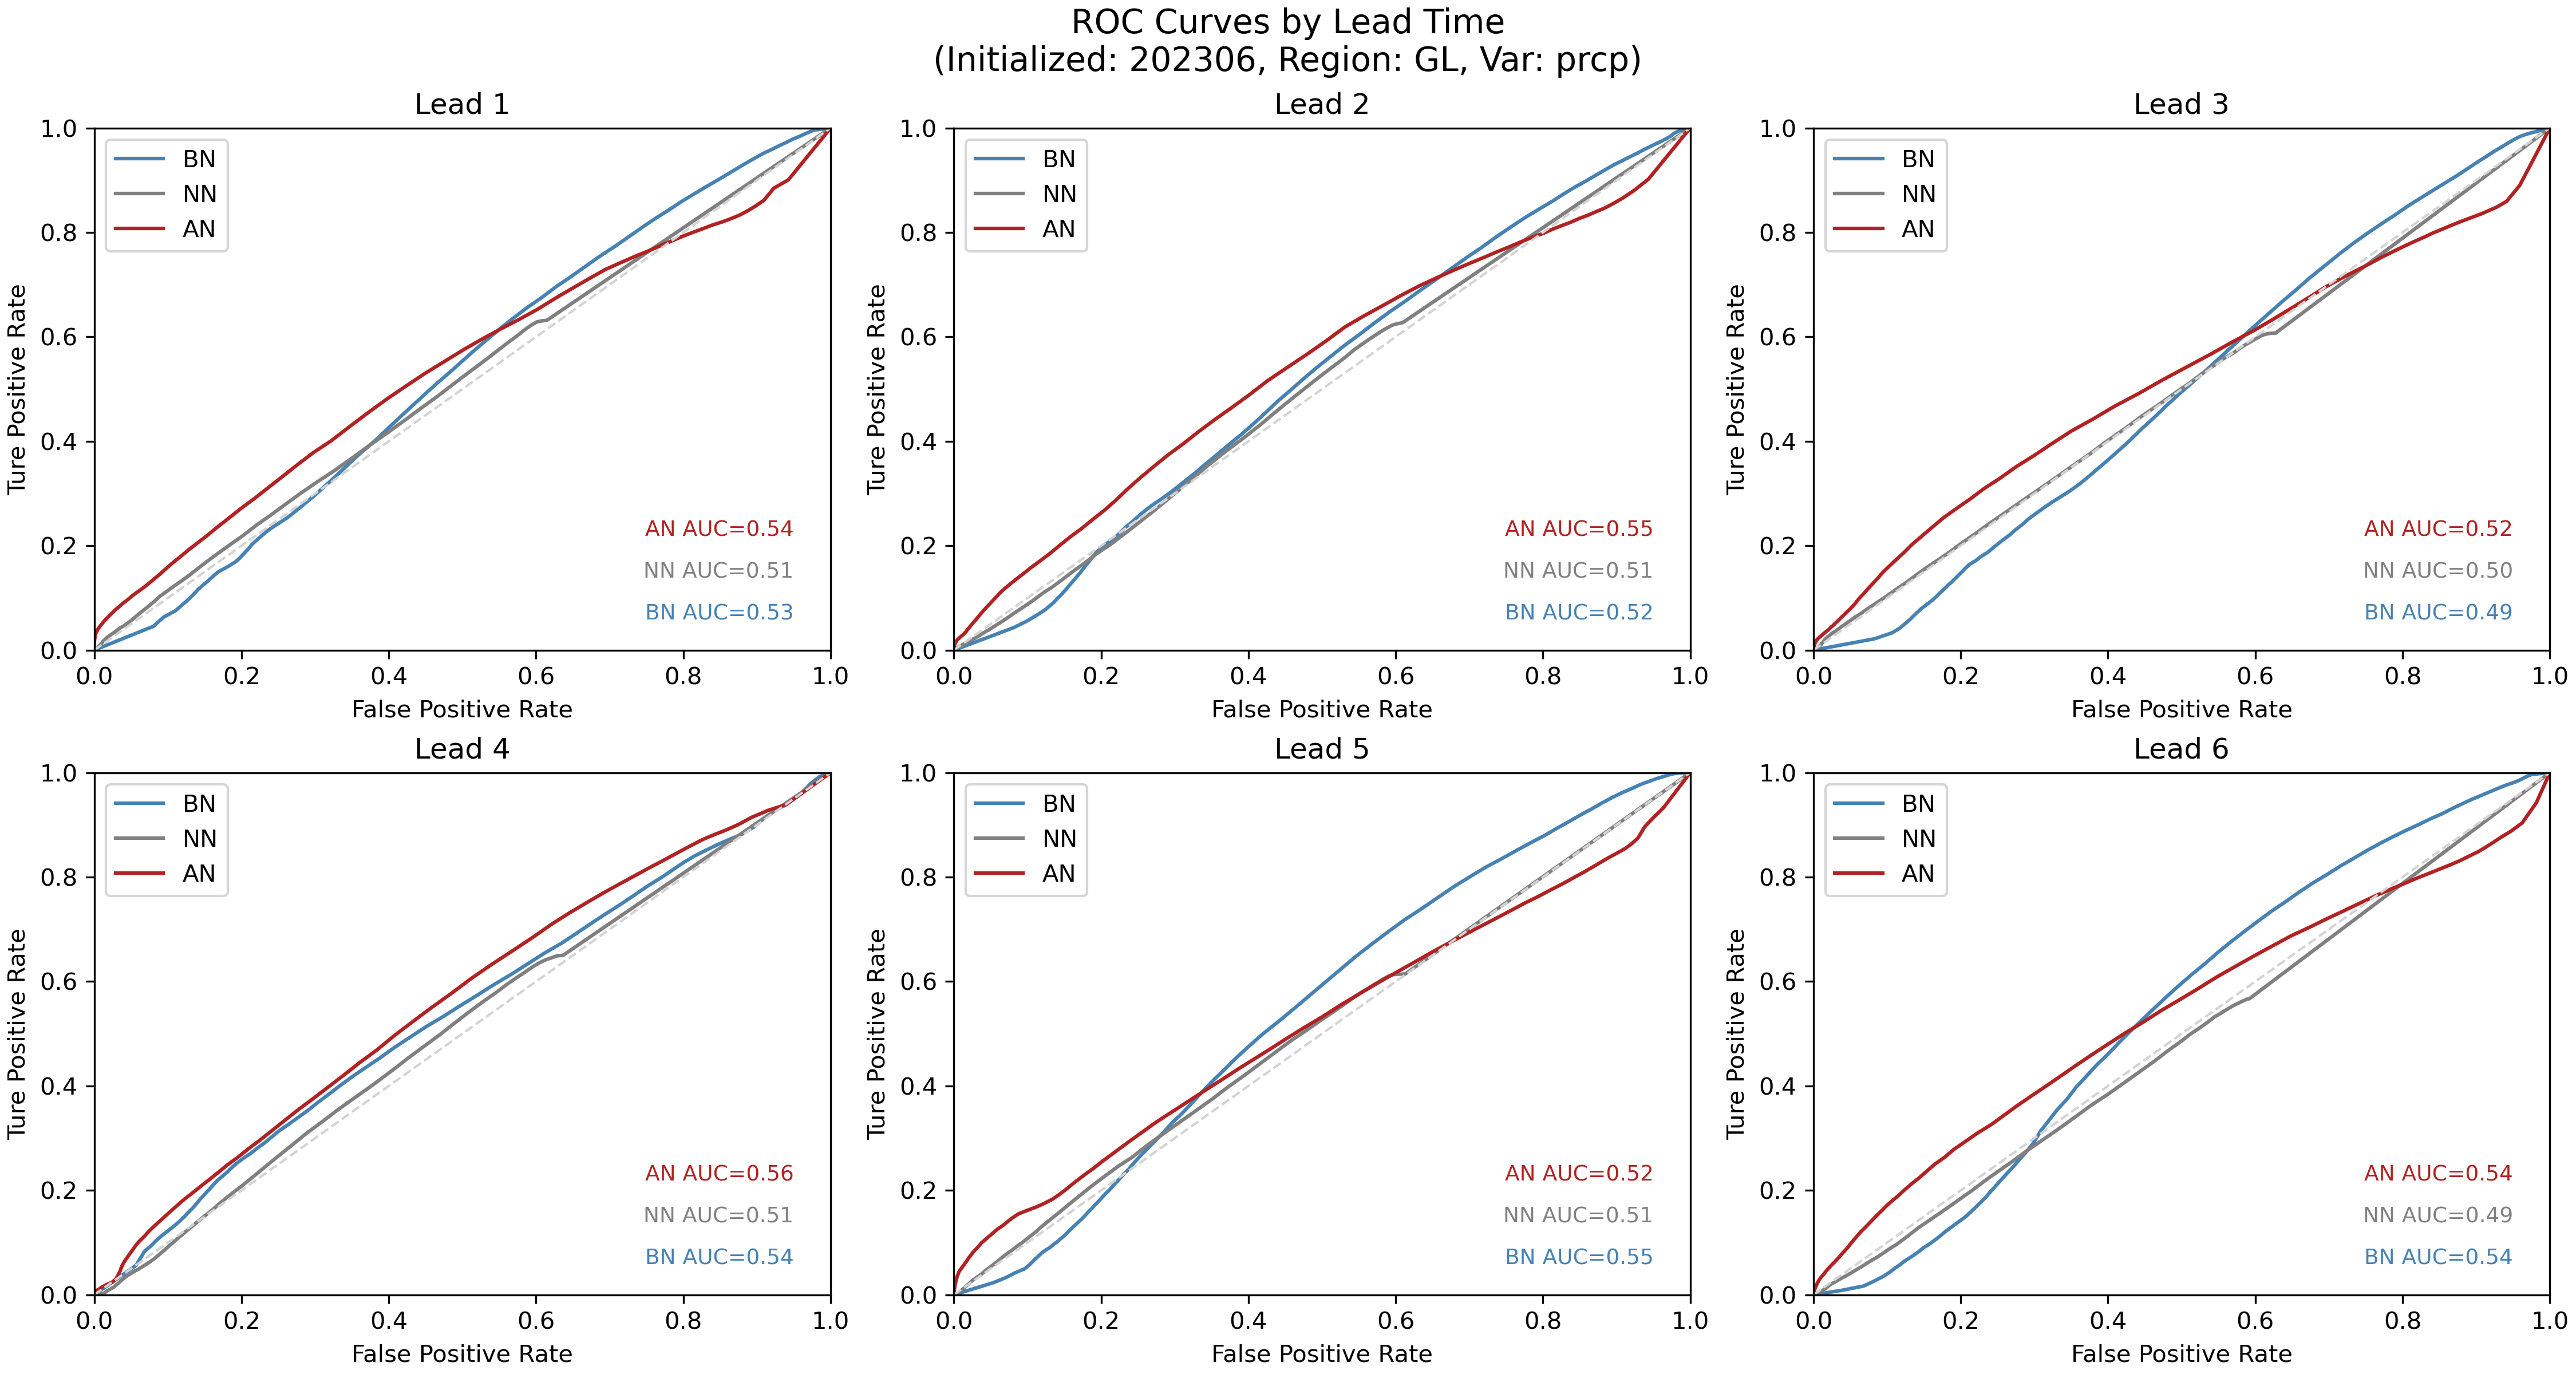 ROC Curves by Lead Time
(Initialized: 202306, Region: GL, Var: prcp)
Lead 1
1.0
0.8
0.6
0.4
0.2
0.0
Ture Positive Rate
BN
NN
AN
AN AUC=0.54
NN AUC=0.51
BN AUC=0.53
0.0 0.2 0.4 0.6 0.8 1.0
False Positive Rate
Lead 2
1.0
0.8
0.6
0.4
0.2
0.0
Ture Positive Rate
BN
NN
AN
AN AUC=0.55
NN AUC=0.51
BN AUC=0.52
0.0 0.2 0.4 0.6 0.8 1.0
False Positive Rate
Lead 3
1.0
0.8
0.6
0.4
0.2
0.0
Ture Positive Rate
BN
NN
AN
AN AUC=0.52
NN AUC=0.50
BN AUC=0.49
0.0 0.2 0.4 0.6 0.8 1.0
False Positive Rate
Lead 4
1.0
0.8
0.6
0.4
0.2
0.0
Ture Positive Rate
BN
NN
AN
AN AUC=0.56
NN AUC=0.51
BN AUC=0.54
0.0 0.2 0.4 0.6 0.8 1.0
False Positive Rate
Lead 5
1.0
0.8
0.6
0.4
0.2
0.0
Ture Positive Rate
BN
NN
AN
AN AUC=0.52
NN AUC=0.51
BN AUC=0.55
0.0 0.2 0.4 0.6 0.8 1.0
False Positive Rate
Lead 6
1.0
0.8
0.6
0.4
0.2
0.0
Ture Positive Rate
BN
NN
AN
AN AUC=0.54
NN AUC=0.49
BN AUC=0.54
0.0 0.2 0.4 0.6 0.8 1.0
False Positive Rate